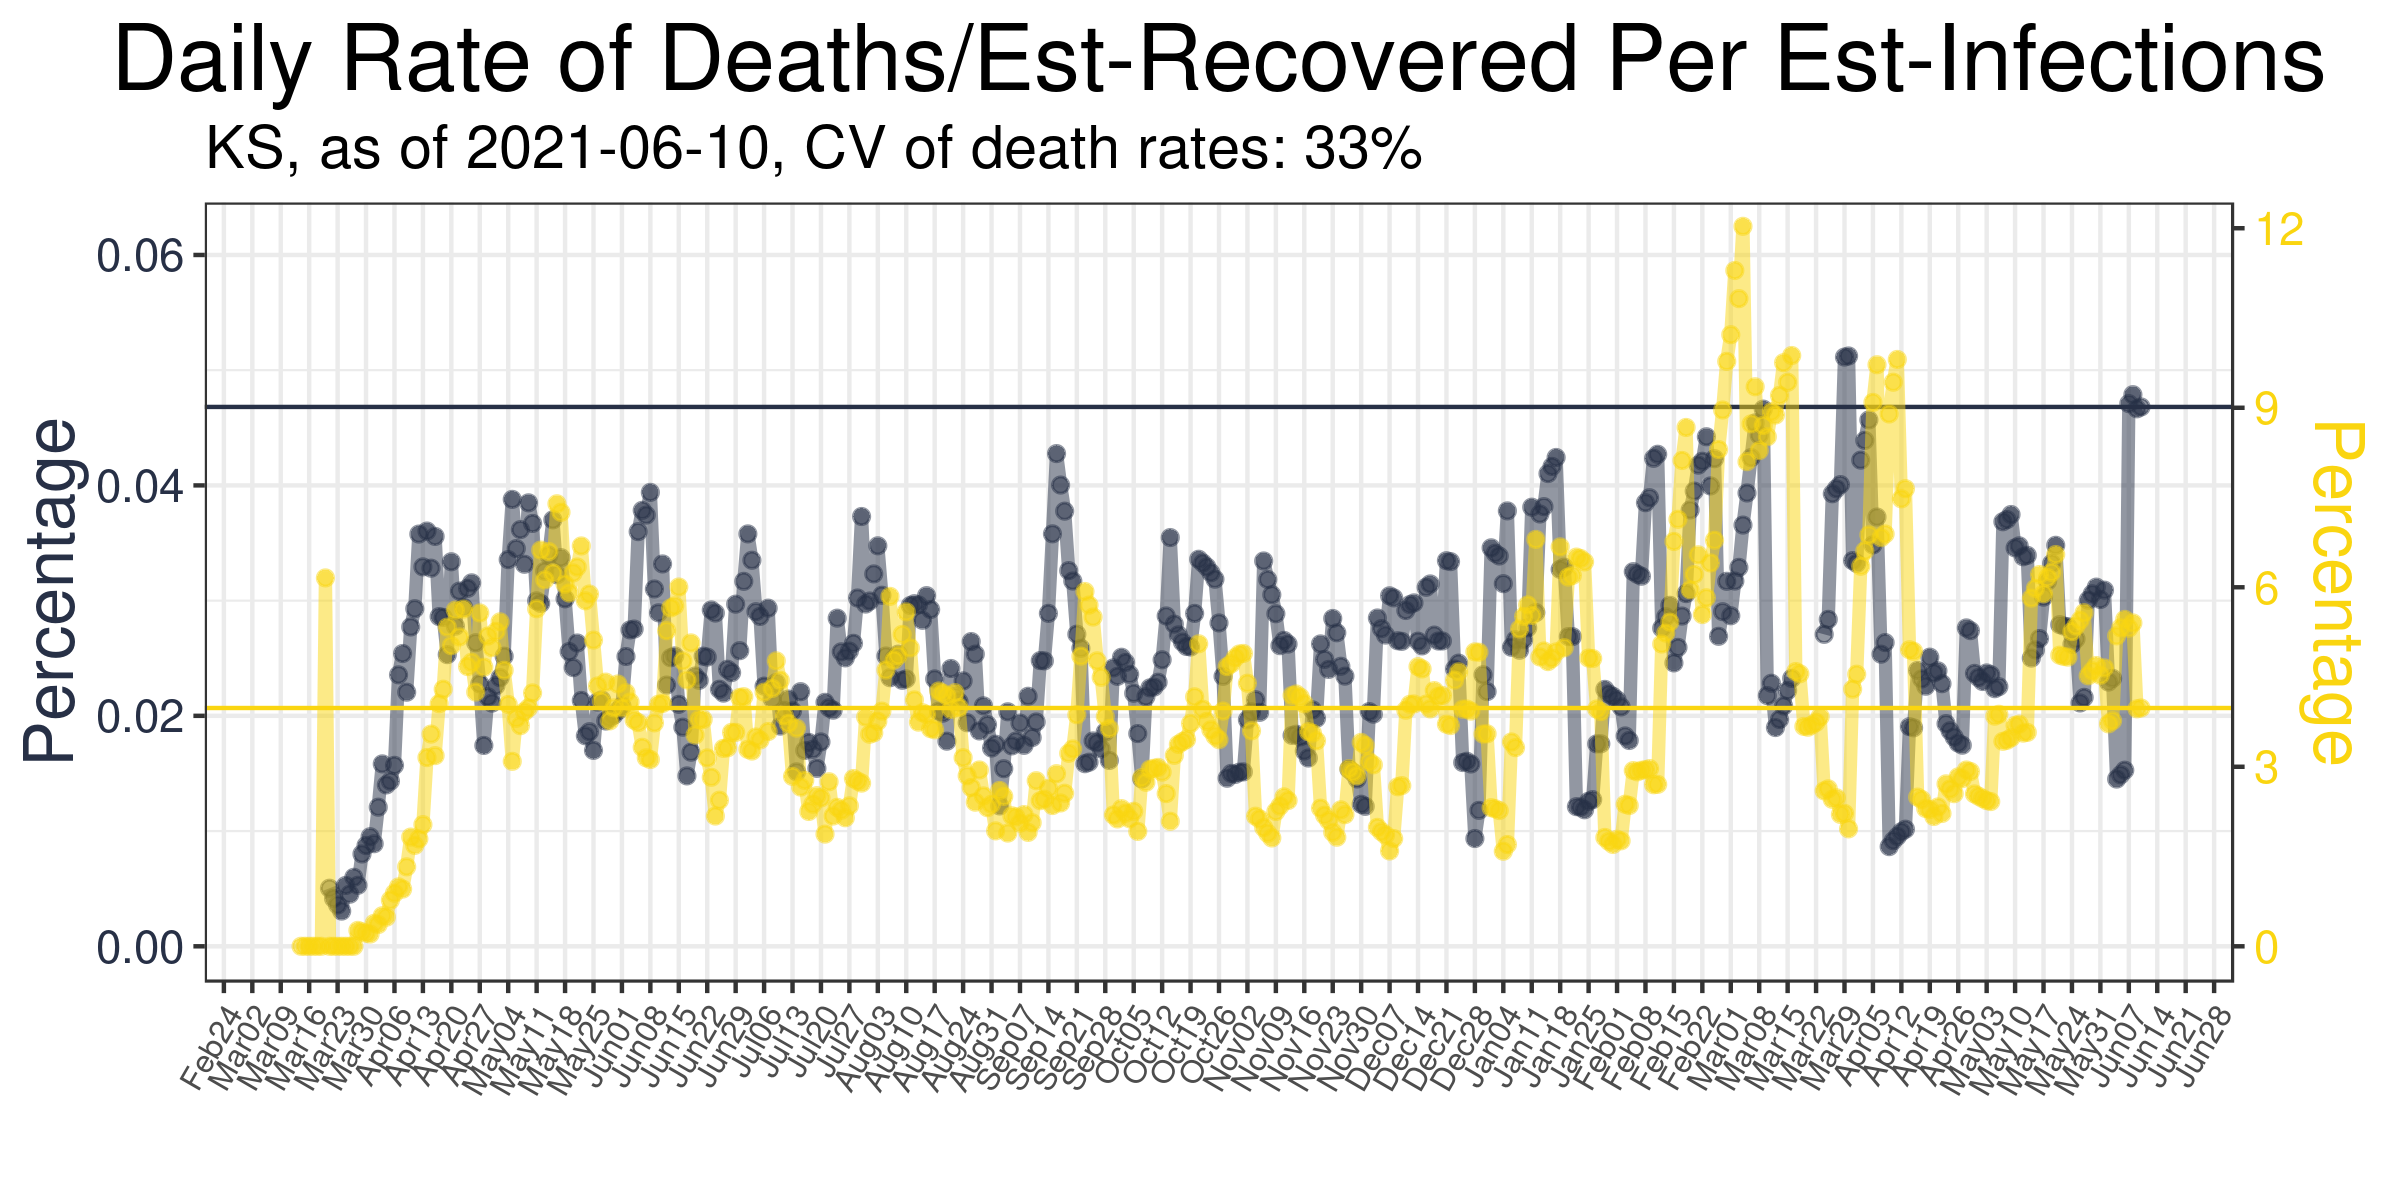 Daily Rate of Deaths/Est-Recovered Per Est-Infections
KS, as of 2021-06-10, CV of death rates: 33%
Percentage
0.06
0.04
0.02
0.00
12
9
6
3
0
Percentage
Feb24
Mar02
Mar09
Mar16
Mar23
Mar30
Apr06
Apr13
Apr20
Apr27
May04
May11
May18
May25
Jun01
Jun08
Jun15
Jun22
Jun29
Jul06
Jul13
Jul20
Jul27
Aug03
Aug10
Aug17
Aug24
Aug31
Sep07
Sep14
Sep21
Sep28
Oct05
Oct12
Oct19
Oct26
Nov02
Nov09
Nov16
Nov23
Nov30
Dec07
Dec14
Dec21
Dec28
Jan04
Jan11
Jan18
Jan25
Feb01
Feb08
Feb15
Feb22
Mar01
Mar08
Mar15
Mar22
Mar29
Apr05
Apr12
Apr19
Apr26
May03
May10
May17
May24
May31
Jun07
Jun14
Jun21
Jun28